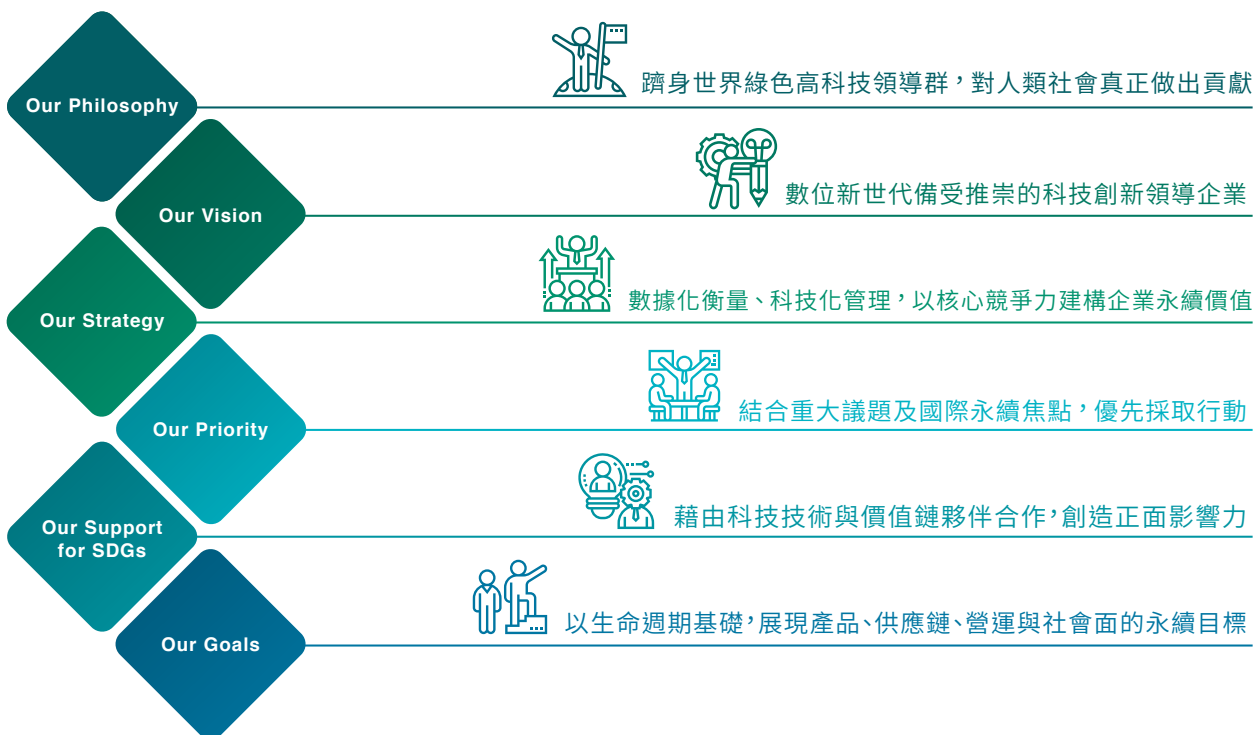 Our Philosophy
躋身世界綠色高科技領導群，對人類社會真正做出貢獻
Our Vision
數位新世代備受推崇的科技創新領導企業
Our Strategy
數據化衡量、科技化管理，以核心競爭力建構企業永續價值
Our Priority
結合重大議題及國際永續焦點，優先採取行動
Our Support
for SDGs
藉由科技技術與價值鏈夥伴合作，創造正面影響力
Our Goals
以生命週期基礎，展現產品、供應鏈、營運與社會面的永續目標